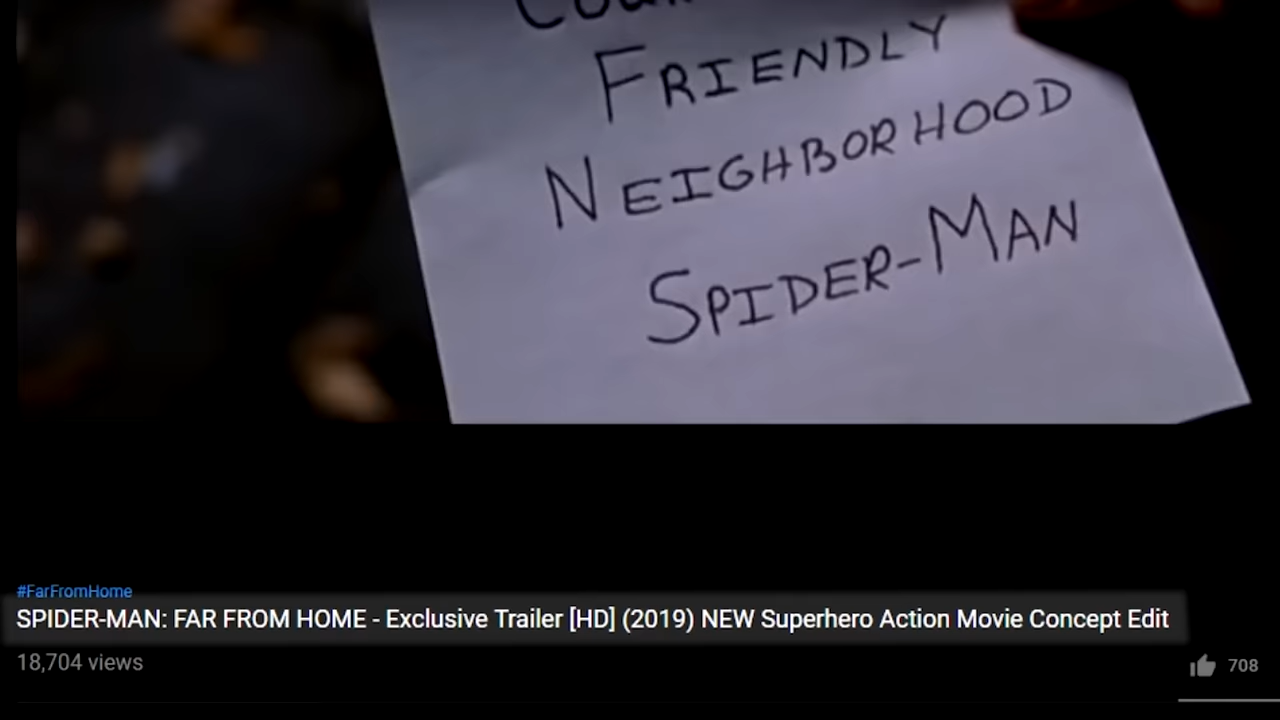 FRIENDLY
NEIGHBORHOOD
SPIDER-MAN
#FarFromHome
SPIDER-MAN: FAR FROM HOME - Exclusive Trailer [HD] (2019) NEW Superhero Action Movie Concept Edit
18,704 views
708